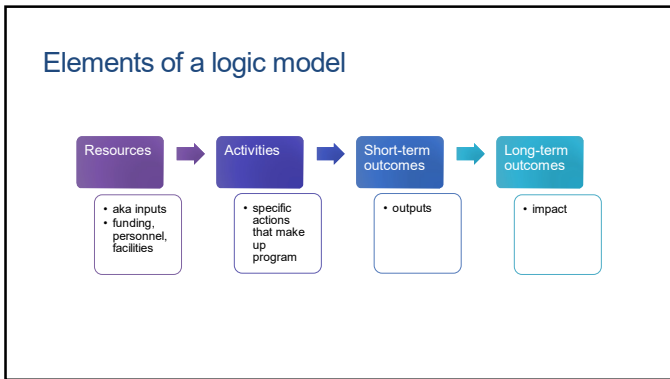 Elements of a logic model
Resources
• aka inputs
• funding,
personnel,
facilities
Activities
• specific
actions
that make
up
program
Short-term
outcomes
• outputs
Long-term
outcomes
• impact